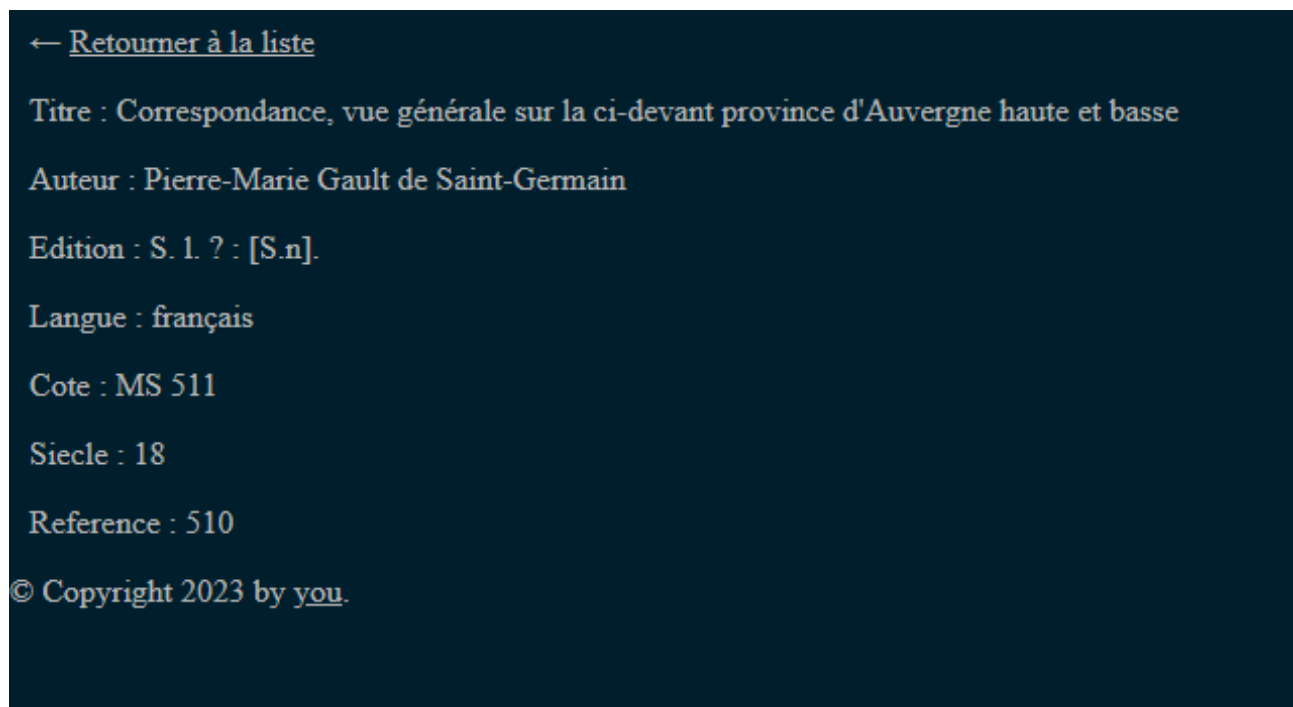 ← Retourner à la liste
Titre : Correspondance, vue générale sur la ci-devant province d'Auvergne haute et basse
Auteur : Pierre-Marie Gault de Saint-Germain
Edition : S. l. ? : [S.n].
Langue : français
Cote : MS 511
Siecle : 18
Reference : 510
© Copyright 2023 by you.